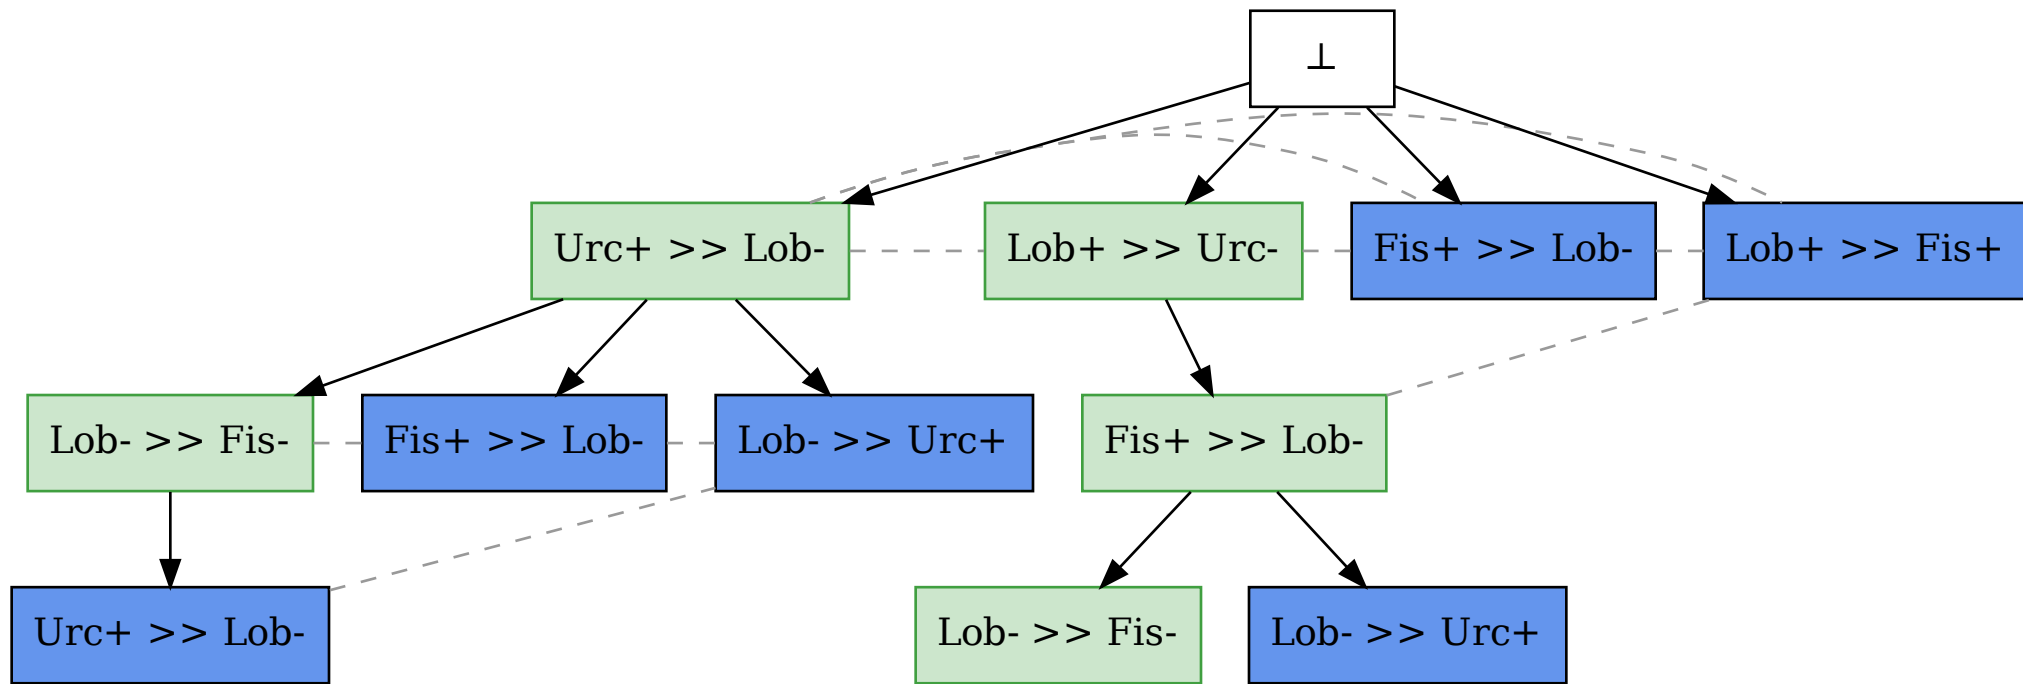 ⊥
Urc+ >> Lob-
Lob+ >> Urc-
Fis+ >> Lob-
Lob+ >> Fis+
Lob- >> Fis-
Fis+ >> Lob-
Lob- >> Urc+
Fis+ >> Lob-
Urc+ >> Lob-
Lob- >> Fis-
Lob- >> Urc+